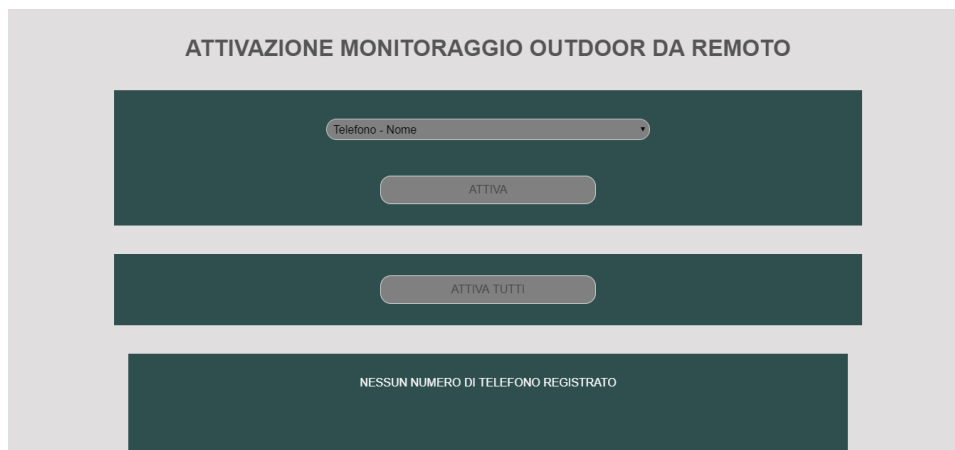 ATTIVAZIONE MONITORAGGIO OUTDOOR DA REMOTO
Telefono - Nome
ATTIVA
ATTIVA TUTTI
NESSUN NUMERO DI TELEFONO REGISTRATO